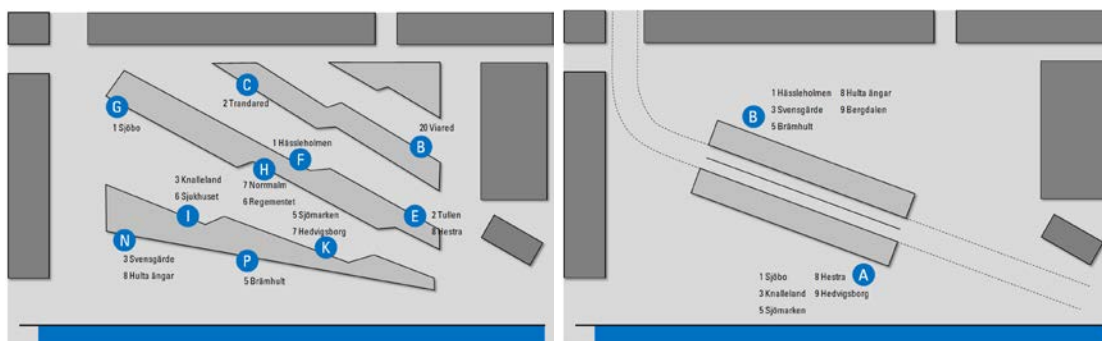 C
2 Trandared
G
1 Sjöbo
20 Viared
B
1 Hässleholmen
F
H
3 Knalleland
6 Sjukhuset
7 Norrmalm
6 Regementet
I
5 Sjömarken
7 Hedvigsborg
E
2 Tullen
8 Hestra
K
N
3 Svensgärde
8 Hulta ängar
P
5 Brämhult
B
1 Hässleholmen 8 Hulta ängar
3 Svensgärde 9 Bergdalen
5 Brämhult
1 Sjöbo 8 Hestra
3 Knalleland 9 Hedvigsborg
5 Sjömarken
A